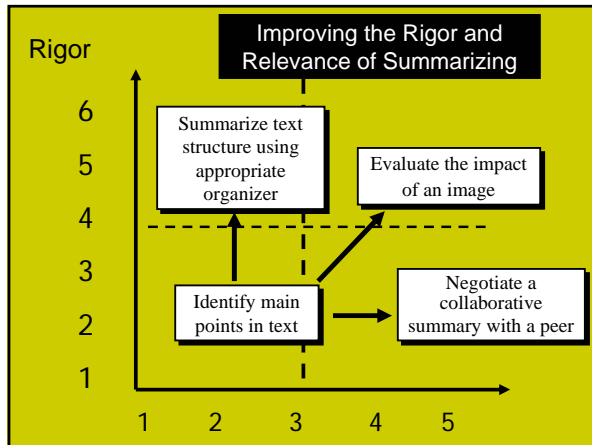 Improving the Rigor and
Relevance of Summarizing
Rigor
6
5
4
3
2
1
Summarize text
structure using
appropriate
organizer
Evaluate the impact
of an image
Identify main
points in text
Negotiate a
collaborative
summary with a peer
1 2 3 4 5